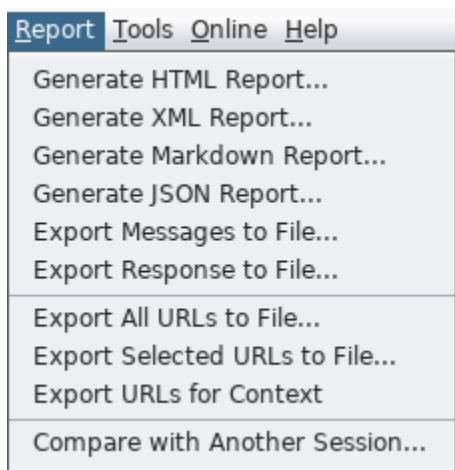 Report Tools Online Help
Generate HTML Report...
Generate XML Report...
Generate Markdown Report...
Generate JSON Report...
Export Messages to File...
Export Response to File...
Export All URLs to File...
Export Selected URLs to File...
Export URLs for Context
Compare with Another Session...